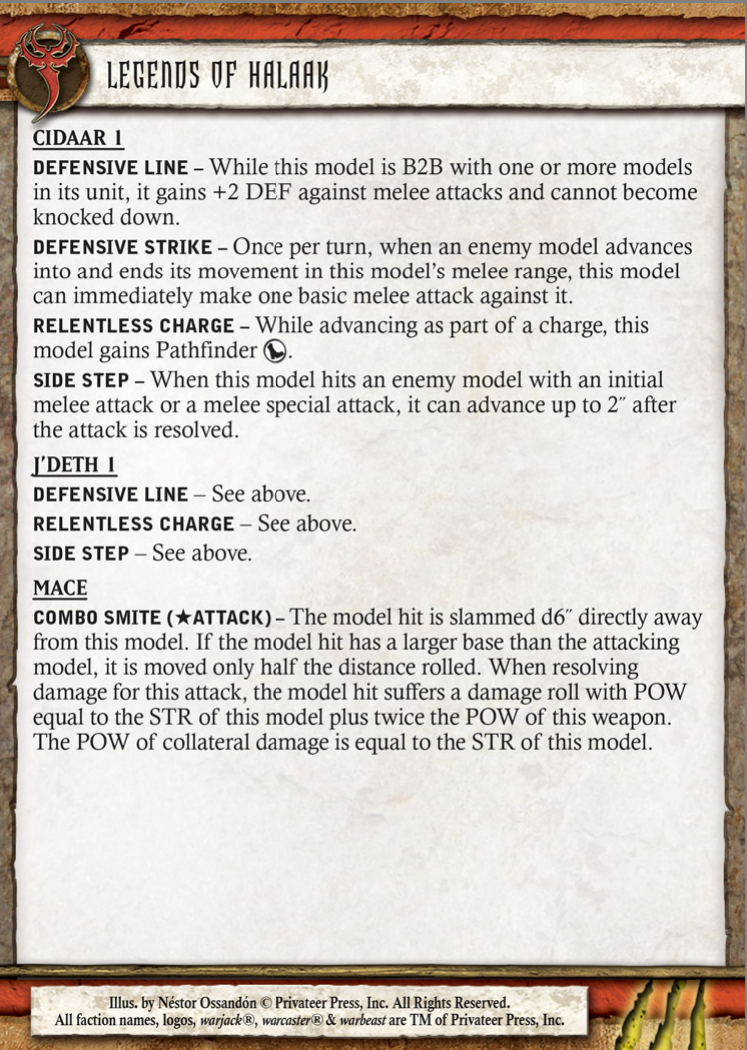 LEGENDS OF HALAAK
CIDAAR 1
DEFENSIVE LINE – While this model is B2B with one or more models
in its unit, it gains +2 DEF against melee attacks and cannot become
knocked down.
DEFENSIVE STRIKE – Once per turn, when an enemy model advances
into and ends its movement in this model's melee range, this model
can immediately make one basic melee attack against it.
RELENTLESS CHARGE – While advancing as part of a charge, this
model gains Pathfinder .
SIDE STEP – When this model hits an enemy model with an initial
melee attack or a melee special attack, it can advance up to 2˝ after
the attack is resolved.
J'DETH 1
DEFENSIVE LINE – See above.
RELENTLESS CHARGE – See above.
SIDE STEP – See above.
MACE
COMBO SMITE (★ATTACK) – The model hit is slammed d6˝ directly away
from this model. If the model hit has a larger base than the attacking
model, it is moved only half the distance rolled. When resolving
damage for this attack, the model hit suffers a damage roll with POW
equal to the STR of this model plus twice the POW of this weapon.
The POW of collateral damage is equal to the STR of this model.
Illus. by Néstor Ossandón © Privateer Press, Inc. All Rights Reserved.
All faction names, logos, warjack®, warcaster® & warbeast are TM of Privateer Press, Inc.